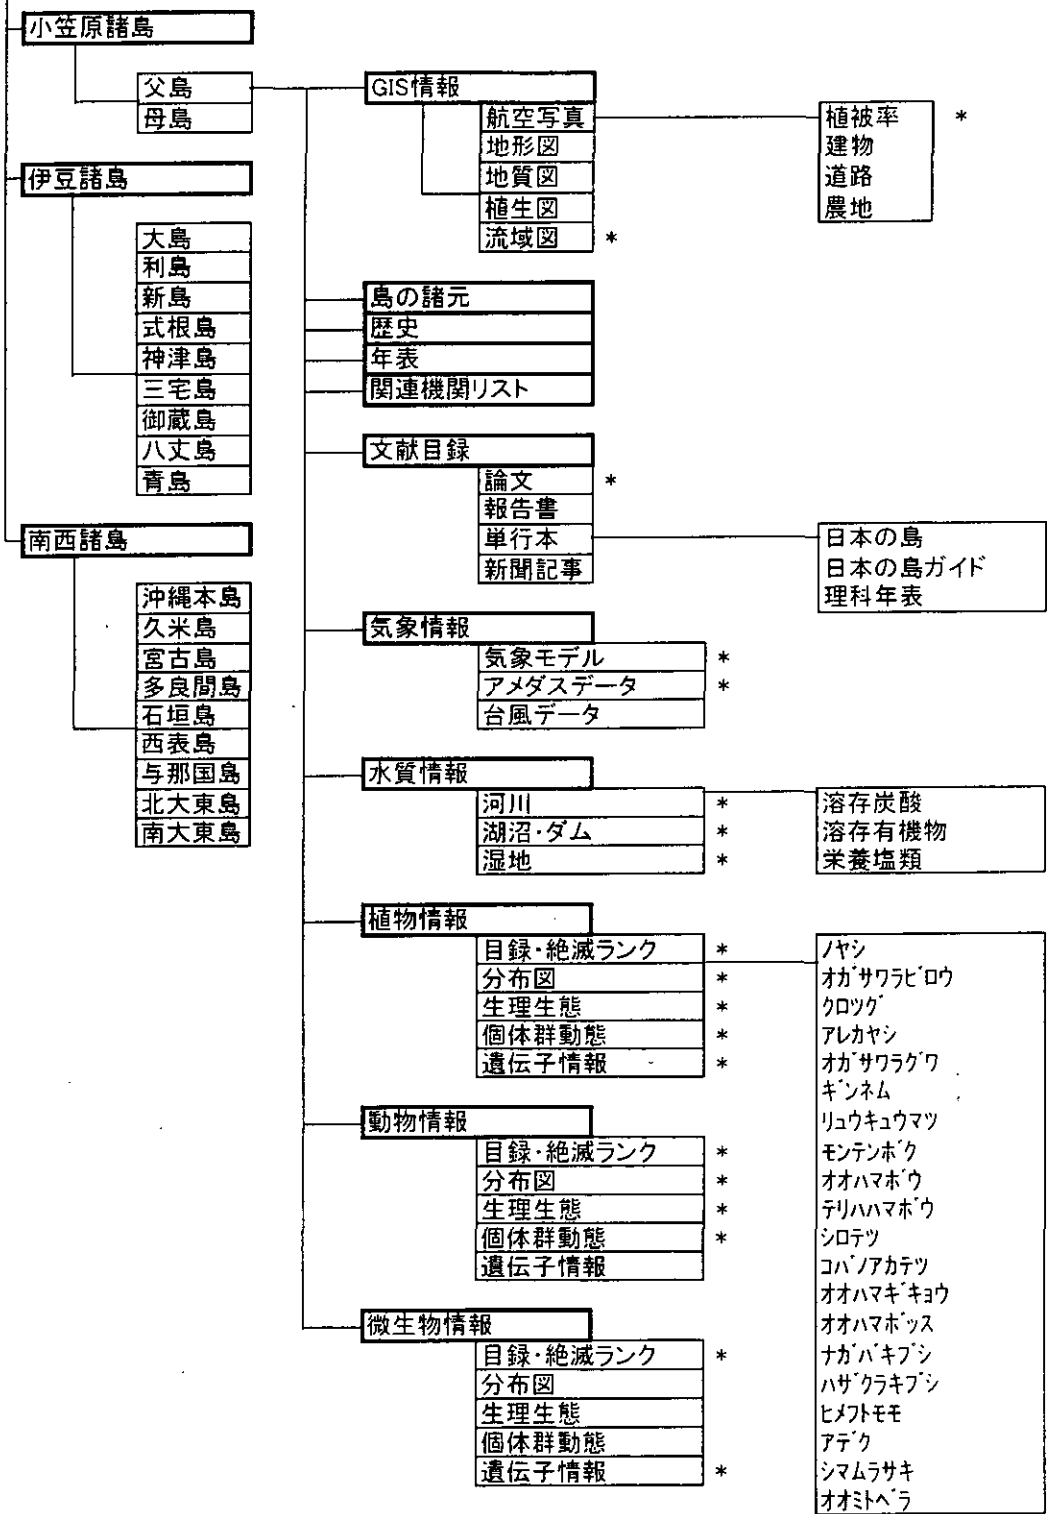 小笠原諸島
父島
母島
伊豆諸島
大島
利島
新島
式根島
神津島
三宅島
御蔵島
八丈島
青島
南西諸島
沖縄本島
久米島
宮古島
多良間島
石垣島
西表島
与那国島
北大東島
南大東島
GIS情報
航空写真
地形図
地質図
植生図
流域図 *
植被率 *
建物
道路
農地
島の諸元
歴史
年表
関連機関リスト
文献目録
論文 *
報告書
単行本
新聞記事
日本の島
日本の島ガイド
理科年表
気象情報
気象モデル *
アメダスデータ *
台風データ
水質情報
河川 *
湖沼・ダム *
湿地 *
溶存炭酸
溶存有機物
栄養塩類
植物情報
目録・絶滅ランク *
分布図 *
生理生態 *
個体群動態 *
遺伝子情報 *
ノヤシ
オガサワラビロウ
クロツグ
アレカヤシ
オガサワラグワ
ギンネム
リュウキュウマツ
モンテンボク
オオハマボウ
テリハハマボウ
シロテツ
コバノアカテツ
オオハマギキョウ
オオハマボッス
ナガバキブシ
ハザクラキブシ
ヒメフトモモ
アデク
シマムラサキ
オオミトベラ
動物情報
目録・絶滅ランク *
分布図 *
生理生態 *
個体群動態 *
遺伝子情報
微生物情報
目録・絶滅ランク *
分布図
生理生態
個体群動態
遺伝子情報 *